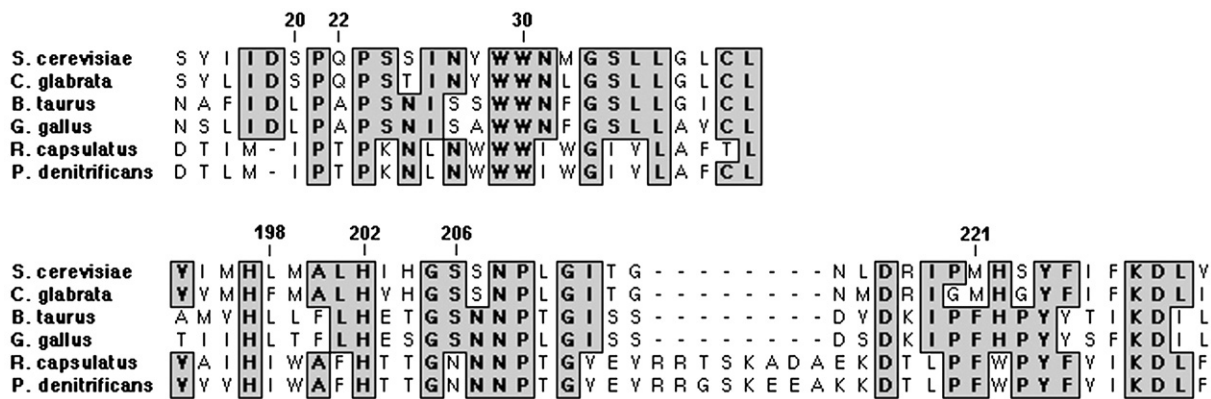 20 22 30
S. cerevisiae S Y I I D S P Q P S S I N Y W W N M G S L L G L C L
C. glabrata S Y L I D S P Q P S T I N Y W W N L G S L L G L C L
B. taurus N A F I D L P A P S N I S S W W N F G S L L G I C L
G. gallus N S L I D L P A P S N I S A W W N F G S L L A V C L
R. capsulatus D T I M - I P T P K N L N W W W I W G I V L A F T L
P. denitrificans D T L M - I P T P K N L N W W W I W G I V L A F C L
198 202 206 221
S. cerevisiae Y I M H L M A L H I H G S S N P L G I T G - - - - - - - - N L D R I P M H S Y F I F K D L V
C. glabrata Y V M H F M A L H V H G S S N P L G I T G - - - - - - - - N M D R I G M H G Y F I F K D L I
B. taurus A M V H L L F L H E T G S N N P T G I S S - - - - - - - - D V D K I P F H P Y Y T I K D I L
G. gallus T I I H L T F L H E S G S N N P L G I S S - - - - - - - - D S D K I P F H P Y Y S F K D I L
R. capsulatus Y A I H I W A F H T T G N N N P T G V E V R R T S K A D A E K D T L P F W P Y F V I K D L F
P. denitrificans Y V V H I W A F H T T G N N N P T G V E V R R G S K E E A K K D T L P F W P Y F V I K D L F